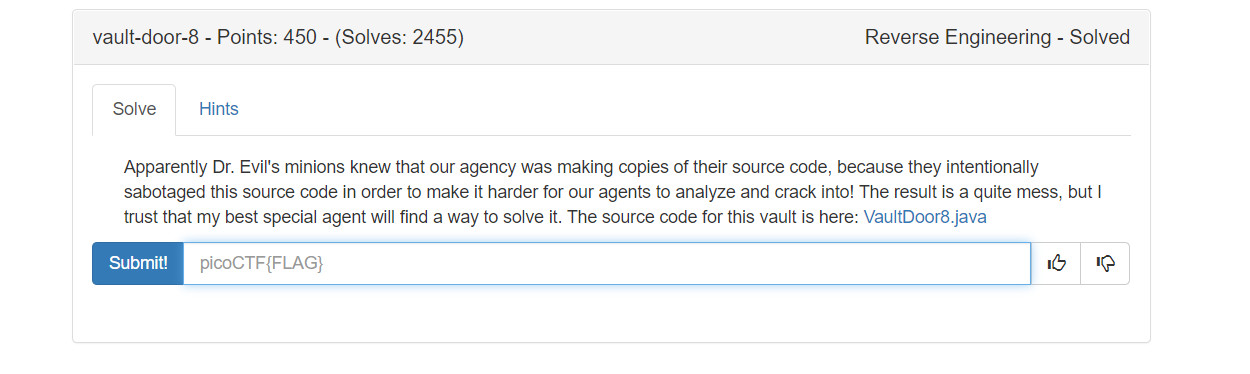 vault-door-8 - Points: 450 - (Solves: 2455) Reverse Engineering - Solved
Solve Hints
Apparently Dr. Evil's minions knew that our agency was making copies of their source code, because they intentionally
sabotaged this source code in order to make it harder for our agents to analyze and crack into! The result is a quite mess, but I
trust that my best special agent will find a way to solve it. The source code for this vault is here: VaultDoor8.java
Submit! picoCTF{FLAG}